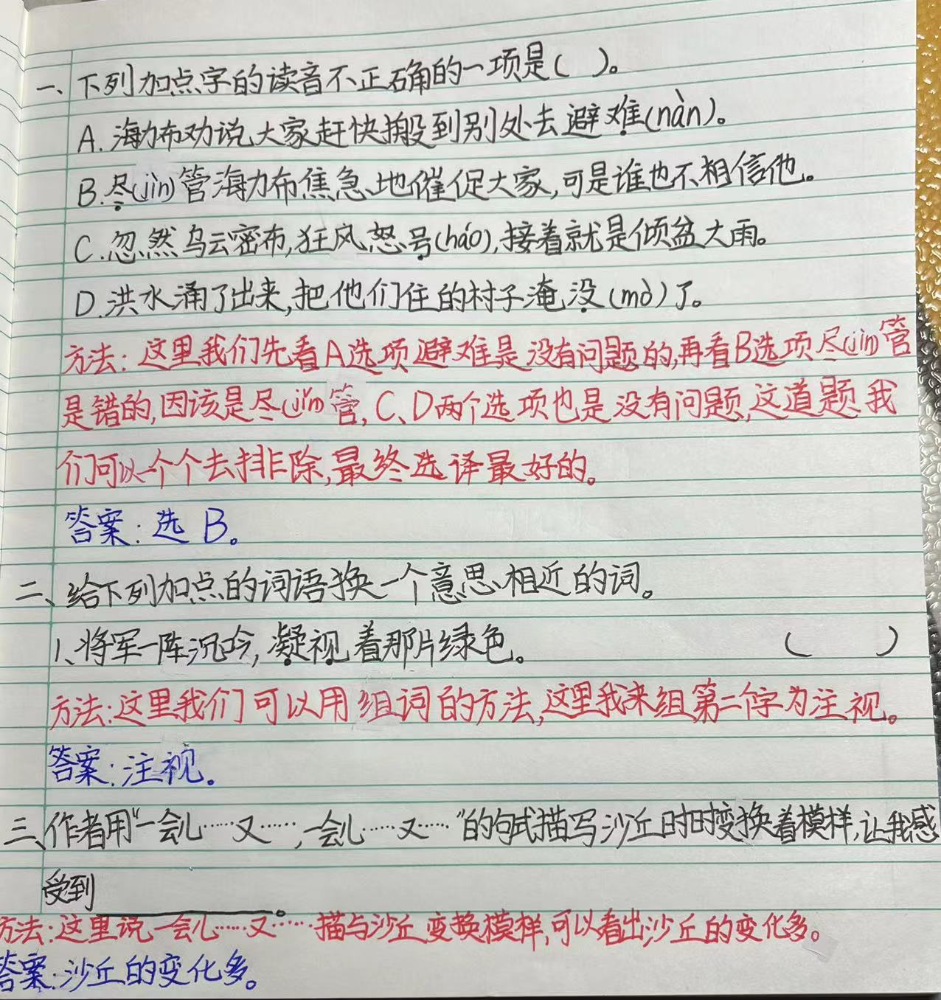 一、下列加点字的读音不正确的一项是(  )。
A.海力布劝说大家赶快搬到别处去避难(nàn)。
B.尽(jìn)管海力布焦急地催促大家,可是谁也不相信他。
C.忽然乌云密布,狂风怒号(háo),接着就是倾盆大雨。
D.洪水涌了出来,把他们住的村子淹没(mò)了。
方法:这里我们先看A选项避难是没有问题的,再看B选项尽(jìn)管
是错的,因该是尽(jǐn)管,C、D两个选项也是没有问题,这道题我
们可以一个个去排除,最终选译最好的。
答案:选B。
二、给下列加点的词语换一个意思相近的词。
1、将军一阵沉吟,凝视着那片绿色。 (  )
方法:这里我们可以用组词的方法,这里我来组第二个字为注视。
答案:注视。
三、作者用“一会儿……又……,一会儿……又……”的句式描写沙丘时时变换着模样,让我感
受到________。
方法:这里说一会儿……又……描写沙丘变换模样,可以看出沙丘的变化多。
答案:沙丘的变化多。